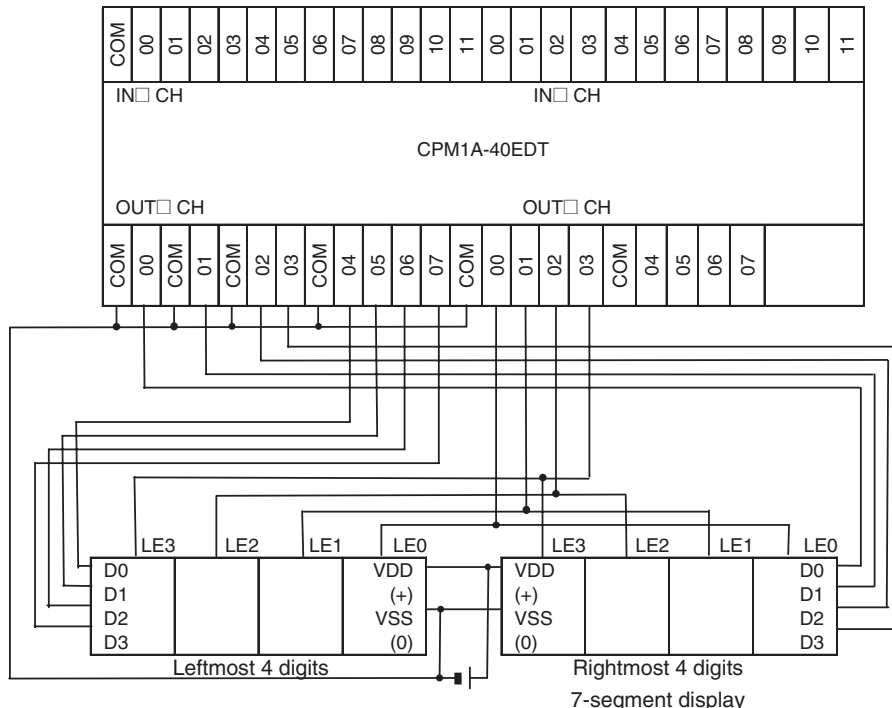 COM 00 01 02 03 04 05 06 07 08 09 10 11 00 01 02 03 04 05 06 07 08 09 10 11
IN□ CH IN□ CH
CPM1A-40EDT
OUT□ CH OUT□ CH
COM 00 COM 01 COM 02 03 COM 04 05 06 07 COM 00 01 02 03 COM 04 05 06 07
LE3 LE2 LE1 LE0 LE3 LE2 LE1 LE0
D0 VDD VDD D0
D1 (+) (+) D1
D2 VSS VSS D2
D3 (0) (0) D3
Leftmost 4 digits Rightmost 4 digits
7-segment display